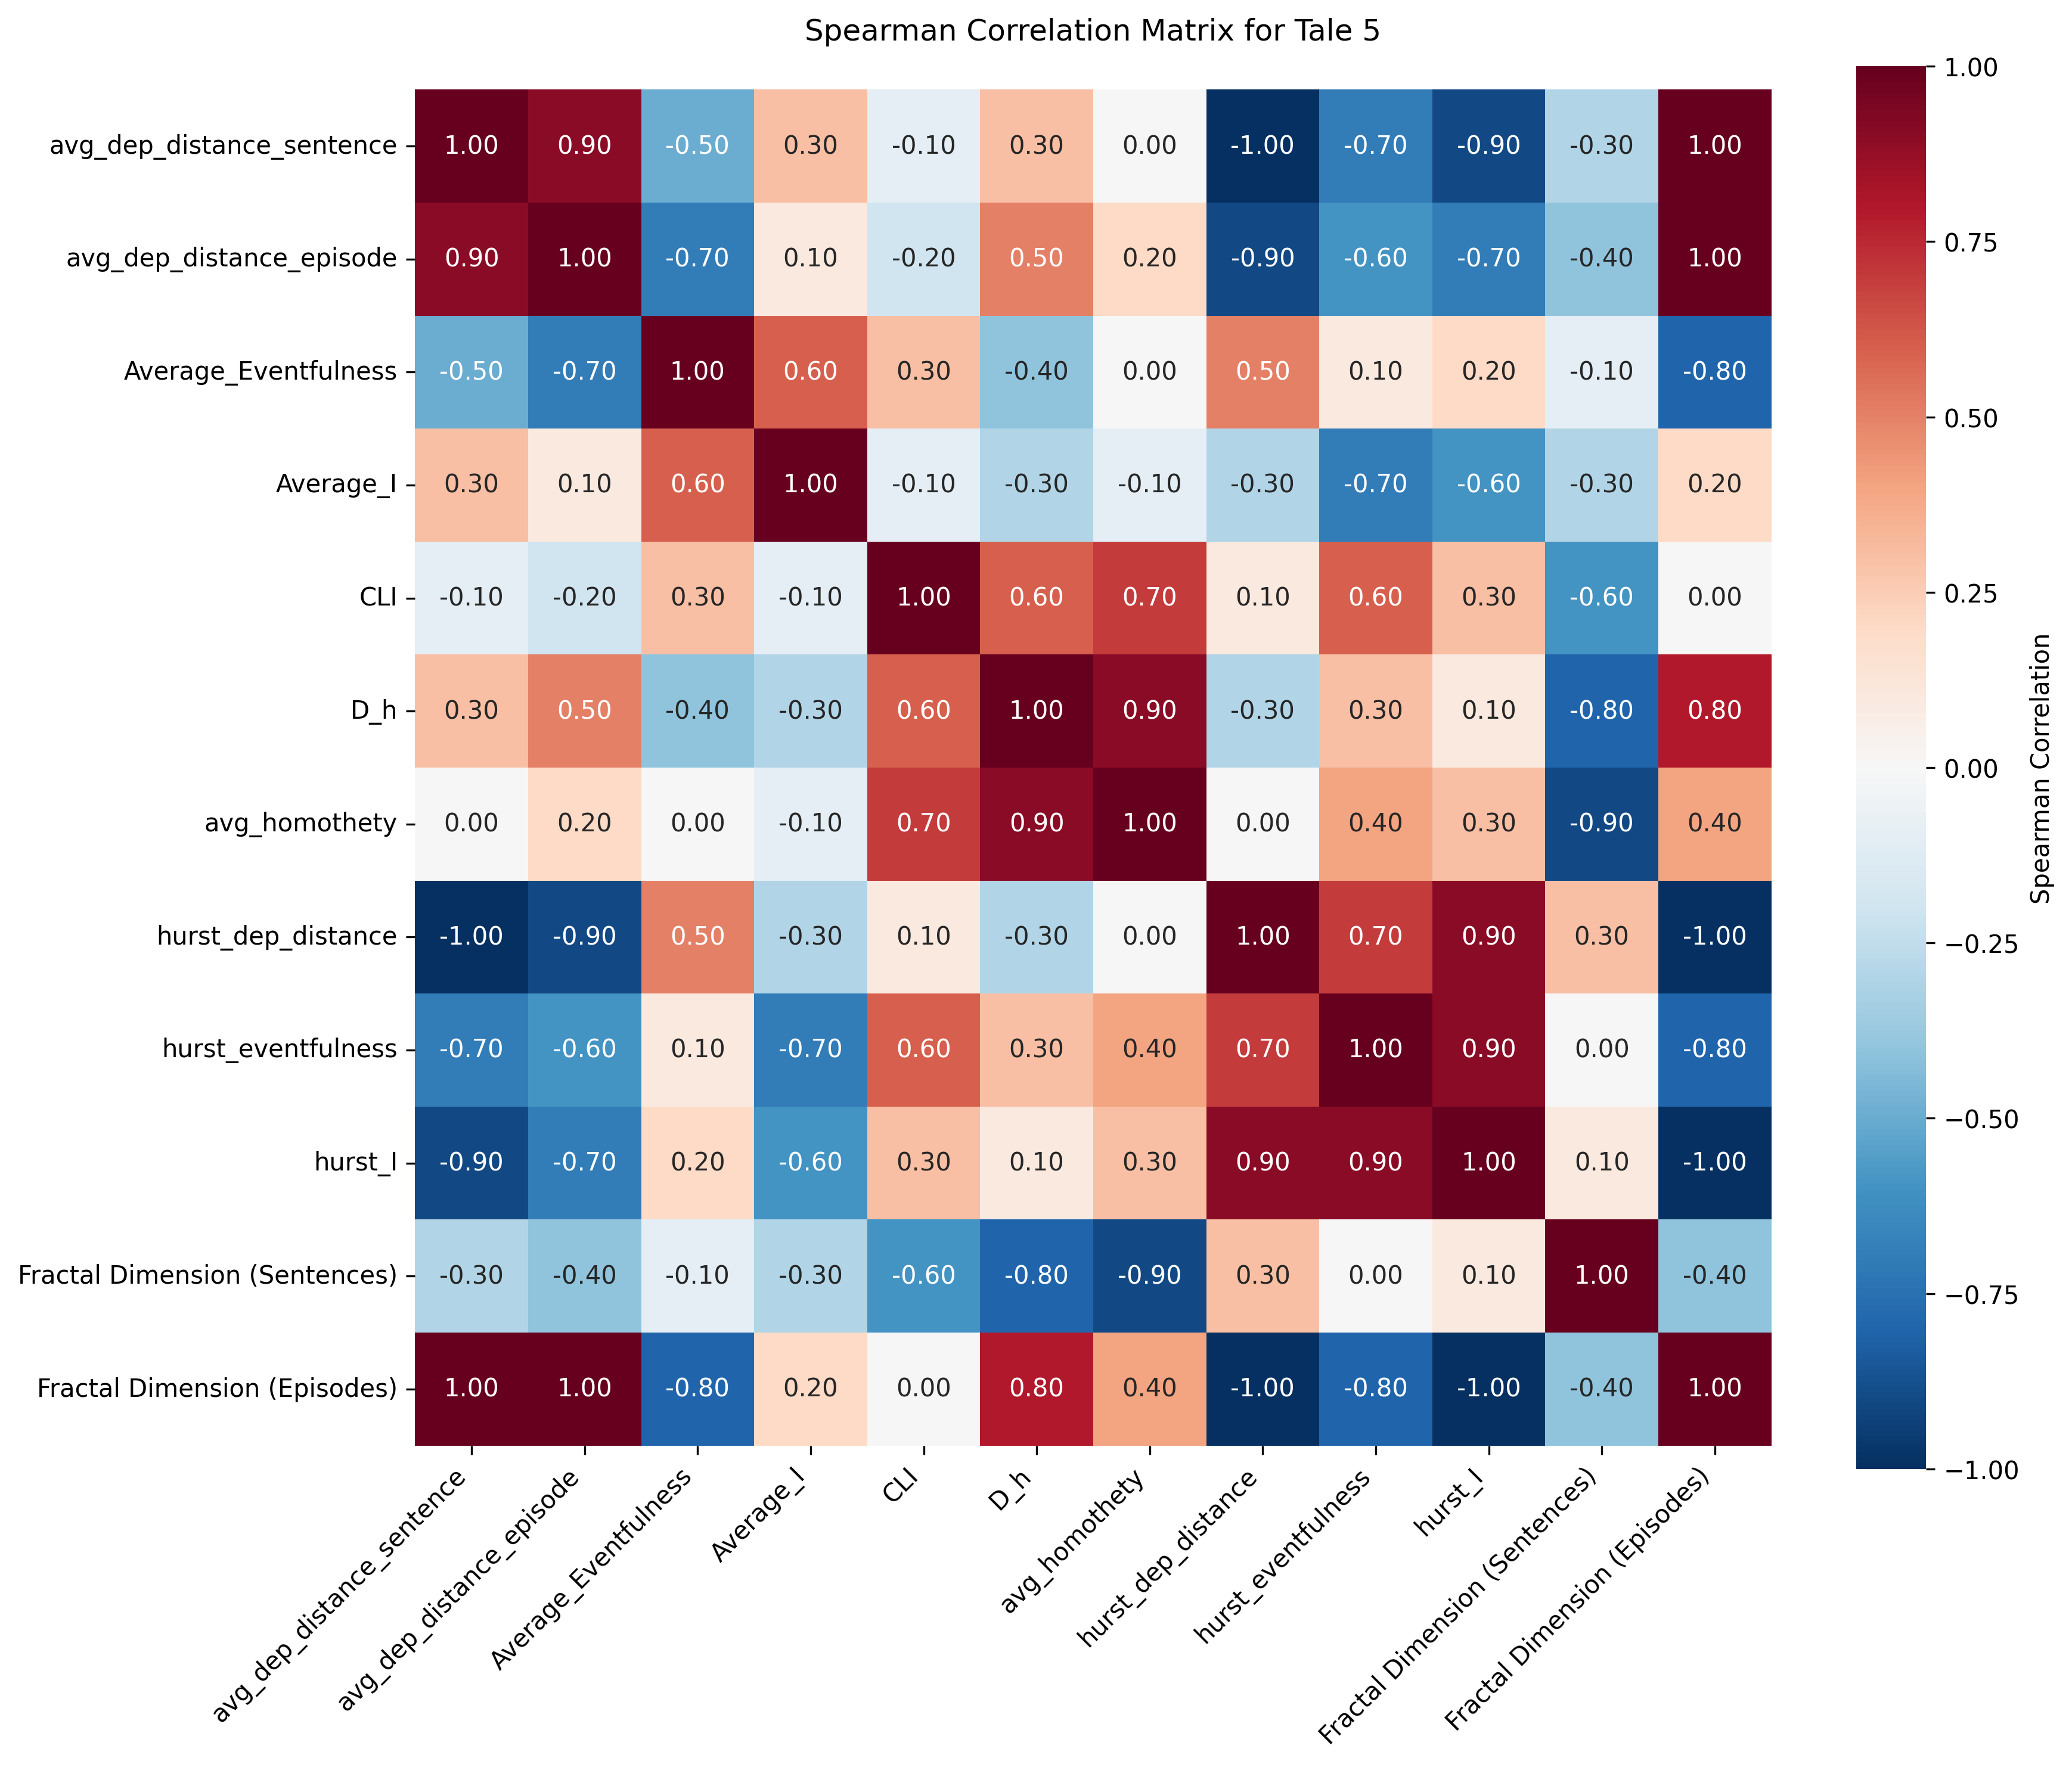 Spearman Correlation Matrix for Tale 5
avg_dep_distance_sentence 1.00 0.90 -0.50 0.30 -0.10 0.30 0.00 -1.00 -0.70 -0.90 -0.30 1.00
avg_dep_distance_episode 0.90 1.00 -0.70 0.10 -0.20 0.50 0.20 -0.90 -0.60 -0.70 -0.40 1.00
Average_Eventfulness -0.50 -0.70 1.00 0.60 0.30 -0.40 0.00 0.50 0.10 0.20 -0.10 -0.80
Average_I 0.30 0.10 0.60 1.00 -0.10 -0.30 -0.10 -0.30 -0.70 -0.60 -0.30 0.20
CLI -0.10 -0.20 0.30 -0.10 1.00 0.60 0.70 0.10 0.60 0.30 -0.60 0.00
D_h 0.30 0.50 -0.40 -0.30 0.60 1.00 0.90 -0.30 0.30 0.10 -0.80 0.80
avg_homothety 0.00 0.20 0.00 -0.10 0.70 0.90 1.00 0.00 0.40 0.30 -0.90 0.40
hurst_dep_distance -1.00 -0.90 0.50 -0.30 0.10 -0.30 0.00 1.00 0.70 0.90 0.30 -1.00
hurst_eventfulness -0.70 -0.60 0.10 -0.70 0.60 0.30 0.40 0.70 1.00 0.90 0.00 -0.80
hurst_I -0.90 -0.70 0.20 -0.60 0.30 0.10 0.30 0.90 0.90 1.00 0.10 -1.00
Fractal Dimension (Sentences) -0.30 -0.40 -0.10 -0.30 -0.60 -0.80 -0.90 0.30 0.00 0.10 1.00 -0.40
Fractal Dimension (Episodes) 1.00 1.00 -0.80 0.20 0.00 0.80 0.40 -1.00 -0.80 -1.00 -0.40 1.00
avg_dep_distance_sentence
avg_dep_distance_episode
Average_Eventfulness
Average_I
CLI
D_h
avg_homothety
hurst_dep_distance
hurst_eventfulness
hurst_I
Fractal Dimension (Sentences)
Fractal Dimension (Episodes)
1.00
0.75
0.50
0.25
0.00
−0.25
−0.50
−0.75
−1.00
Spearman Correlation